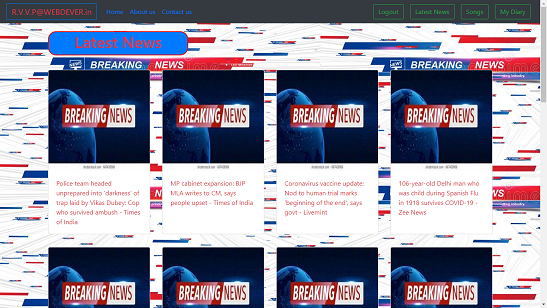 R.V.V.P@WEBDEVER.in Home About us Contact us Logout Latest News Songs My Diary
Latest News
BREAKING NEWS BREAKING NEWS
BREAKING NEWS BREAKING NEWS BREAKING NEWS BREAKING NEWS
Police team headed
unprepared into 'darkness' of
trap laid by Vikas Dubey: Cop
who survived ambush - Times
of India
MP cabinet expansion: BJP
MLA writes to CM, says
people upset - Times of India
Coronavirus vaccine update:
Nod to human trial marks
'beginning of the end', says
govt - Livemint
106-year-old Delhi man who
was child during Spanish Flu
in 1918 survives COVID-19 -
Zee News
BREAKING NEWS BREAKING NEWS BREAKING NEWS BREAKING NEWS